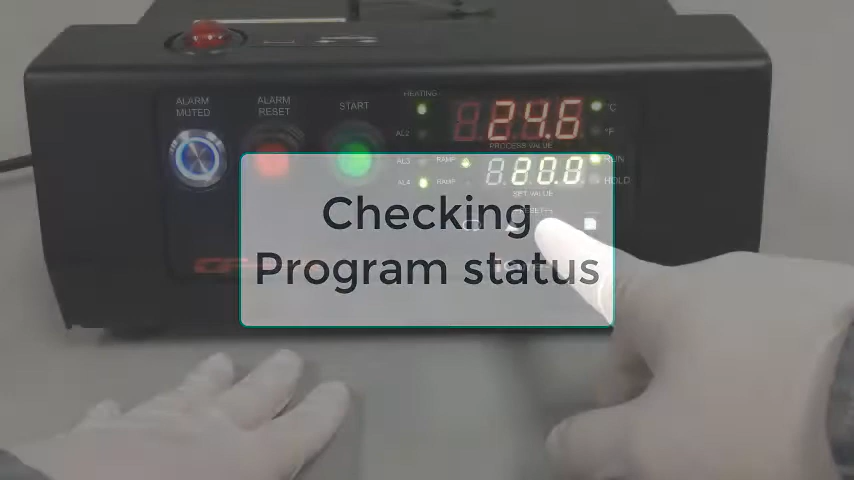 HEATING
ALARM MUTED
ALARM RESET
START
24.6
°C
°F
AL2
PROCESS VALUE
AL3
RAMP
20.0
RUN
AL4
RAMP
HOLD
SET VALUE
Checking
Program status